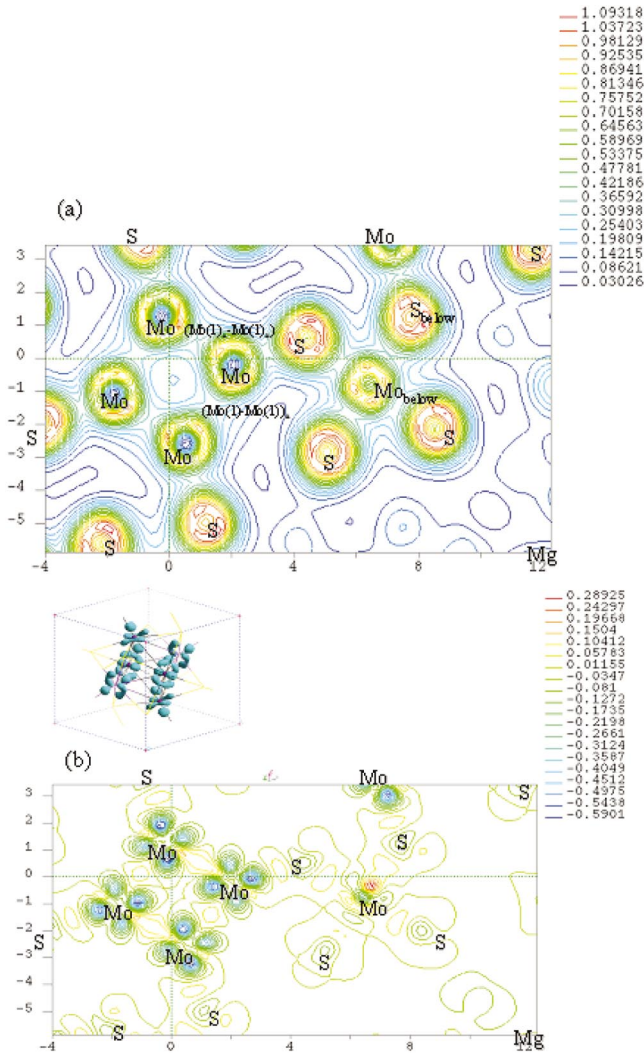 1.09318
1.03723
0.98129
0.92535
0.86941
0.81346
0.75752
0.70158
0.64563
0.58969
0.53375
0.47781
0.42186
0.36592
0.30998
0.25403
0.19809
0.14215
0.08621
0.03026
(a)
S Mo
3 S
2
1 Mo S below
(Mo(1) -Mo(1) )
S
0 Mo
-1 Mo Mo below
(Mo(1)-Mo(1))
-2 S Mo S
-3 S
-4
-5 S S
Mg
-4 0 4 8 12
0.28925
0.24297
0.19668
0.1504
0.10412
0.05783
0.01155
-0.0347
-0.081
-0.1272
-0.1735
-0.2198
-0.2661
-0.3124
-0.3587
-0.4049
-0.4512
-0.4975
-0.5438
-0.5901
(b)
S Mo
3 S
2
1 Mo S
S
0 Mo
-1 Mo Mo
-2 S S
-3 Mo S
-4
-5 S S
Mg
-4 0 4 8 12